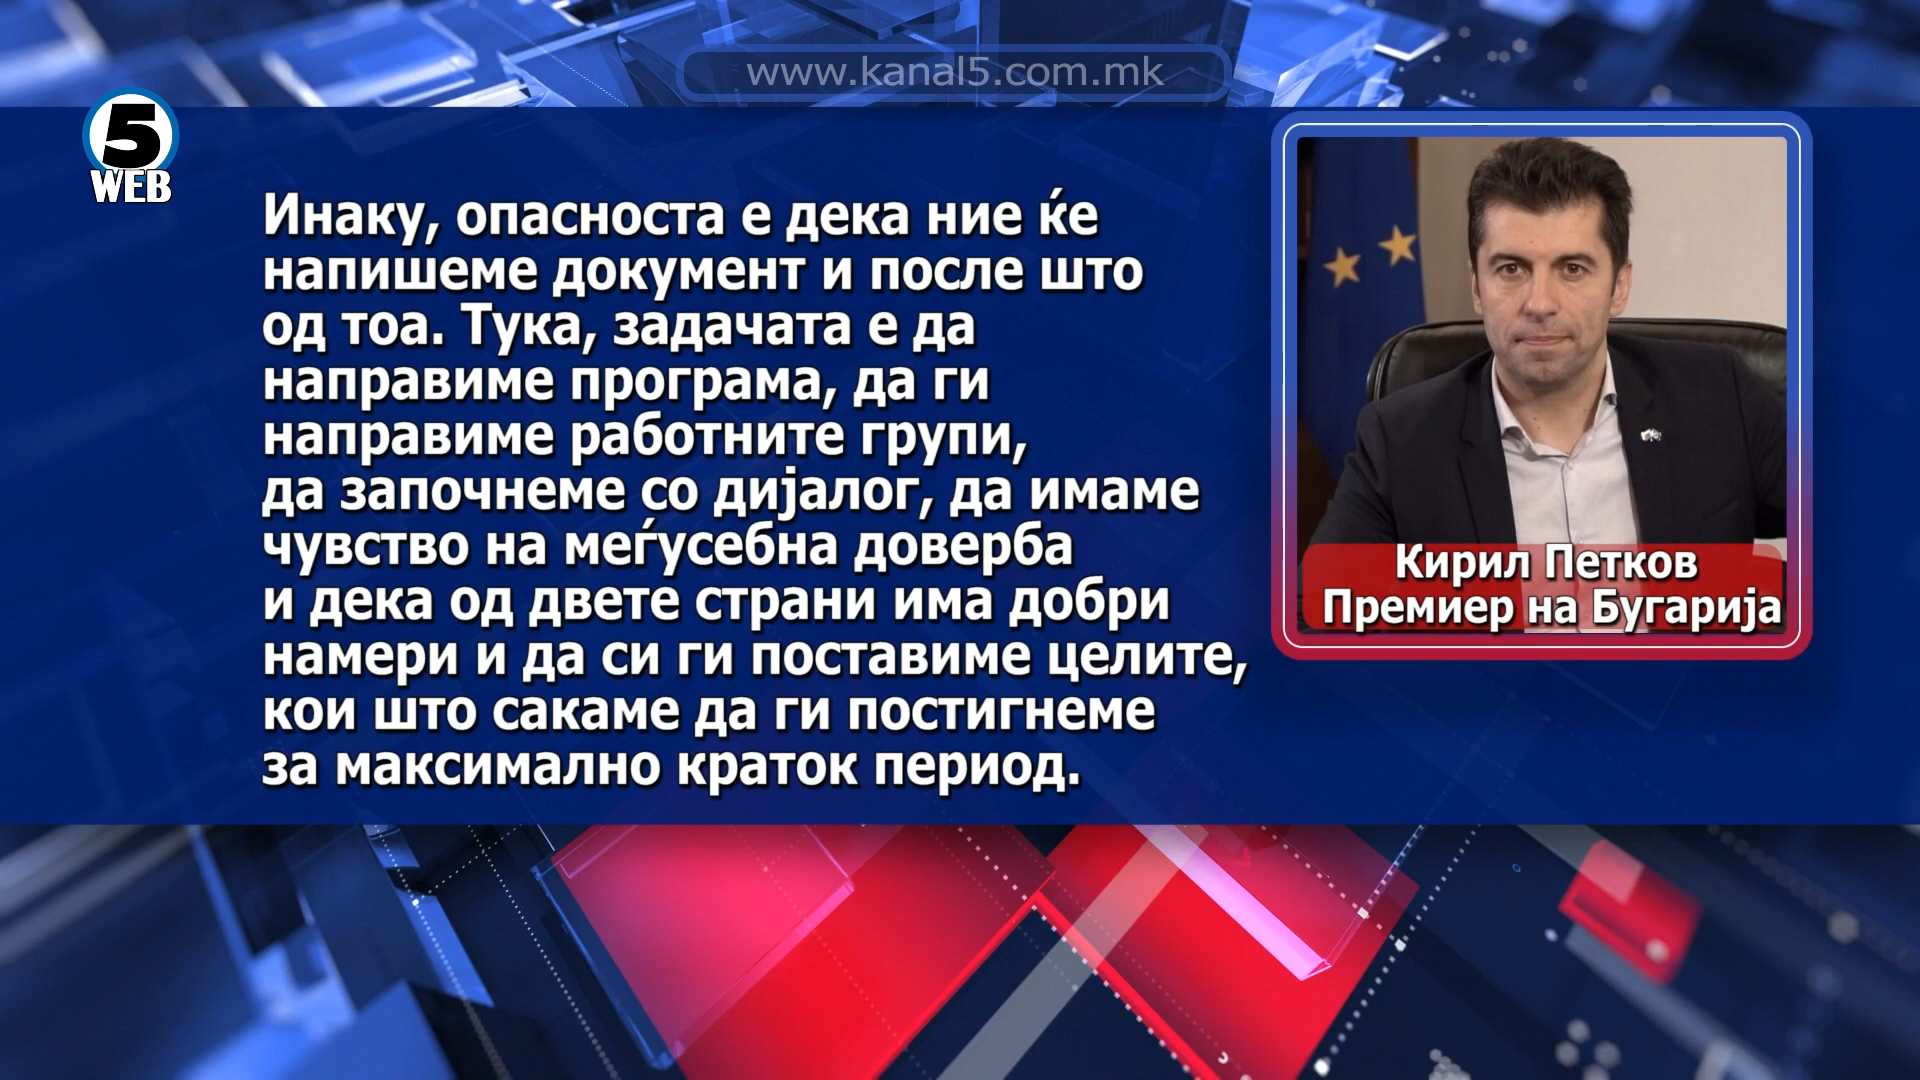 www.kanal5.com.mk
5
WEB
Инаку, опасноста е дека ние ќе
напишеме документ и после што
од тоа. Тука, задачата е да
направиме програма, да ги
направиме работните групи,
да започнеме со дијалог, да имаме
чувство на меѓусебна доверба
и дека од двете страни има добри
намери и да си ги поставиме целите,
кои што сакаме да ги постигнеме
за максимално краток период.
Кирил Петков
Премиер на Бугарија